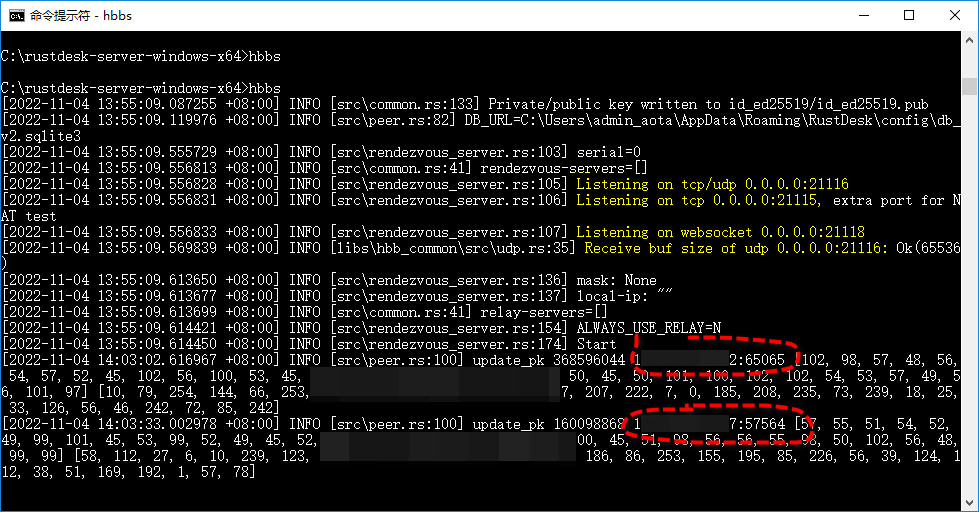 命令提示符 - hbbs
C:\rustdesk-server-windows-x64>hbbs
C:\rustdesk-server-windows-x64>hbbs
[2022-11-04 13:55:09.087255 +08:00] INFO [src\common.rs:133] Private/public key written to id_ed25519/id_ed25519.pub
[2022-11-04 13:55:09.119976 +08:00] INFO [src\peer.rs:82] DB_URL=C:\Users\admin_aota\AppData\Roaming\RustDesk\config\db_
v2.sqlite3
[2022-11-04 13:55:09.555729 +08:00] INFO [src\rendezvous_server.rs:103] serial=0
[2022-11-04 13:55:09.556813 +08:00] INFO [src\common.rs:41] rendezvous-servers=[]
[2022-11-04 13:55:09.556828 +08:00] INFO [src\rendezvous_server.rs:105] Listening on tcp/udp 0.0.0.0:21116
[2022-11-04 13:55:09.556831 +08:00] INFO [src\rendezvous_server.rs:106] Listening on tcp 0.0.0.0:21115, extra port for N
AT test
[2022-11-04 13:55:09.556833 +08:00] INFO [src\rendezvous_server.rs:107] Listening on websocket 0.0.0.0:21118
[2022-11-04 13:55:09.569839 +08:00] INFO [libs\hbb_common\src\udp.rs:35] Receive buf size of udp 0.0.0.0:21116: Ok(65536
)
[2022-11-04 13:55:09.613650 +08:00] INFO [src\rendezvous_server.rs:136] mask: None
[2022-11-04 13:55:09.613677 +08:00] INFO [src\rendezvous_server.rs:137] local-ip: ""
[2022-11-04 13:55:09.613699 +08:00] INFO [src\common.rs:41] relay-servers=[]
[2022-11-04 13:55:09.614421 +08:00] INFO [src\rendezvous_server.rs:154] ALWAYS_USE_RELAY=N
[2022-11-04 13:55:09.614450 +08:00] INFO [src\rendezvous_server.rs:174] Start
[2022-11-04 14:03:02.616967 +08:00] INFO [src\peer.rs:100] update_pk 368596044 1 2:65065 [102, 98, 57, 48, 56,
54, 57, 52, 45, 102, 56, 100, 53, 45, 50, 45, 50, 101, 100, 102, 102, 54, 53, 57, 49, 5
6, 101, 97] [10, 79, 254, 144, 66, 253, 7, 207, 222, 7, 0, 185, 208, 235, 73, 239, 18, 25,
33, 126, 56, 46, 242, 72, 85, 242]
[2022-11-04 14:03:33.002978 +08:00] INFO [src\peer.rs:100] update_pk 160098868 1 7:57564 [57, 55, 51, 54, 52,
49, 99, 101, 45, 53, 99, 52, 49, 45, 52, 00, 45, 51, 98, 56, 56, 55, 98, 50, 102, 56, 48,
99, 99] [58, 112, 27, 6, 10, 239, 123, 186, 86, 253, 155, 195, 85, 226, 56, 39, 124, 1
12, 38, 51, 169, 192, 1, 57, 78]